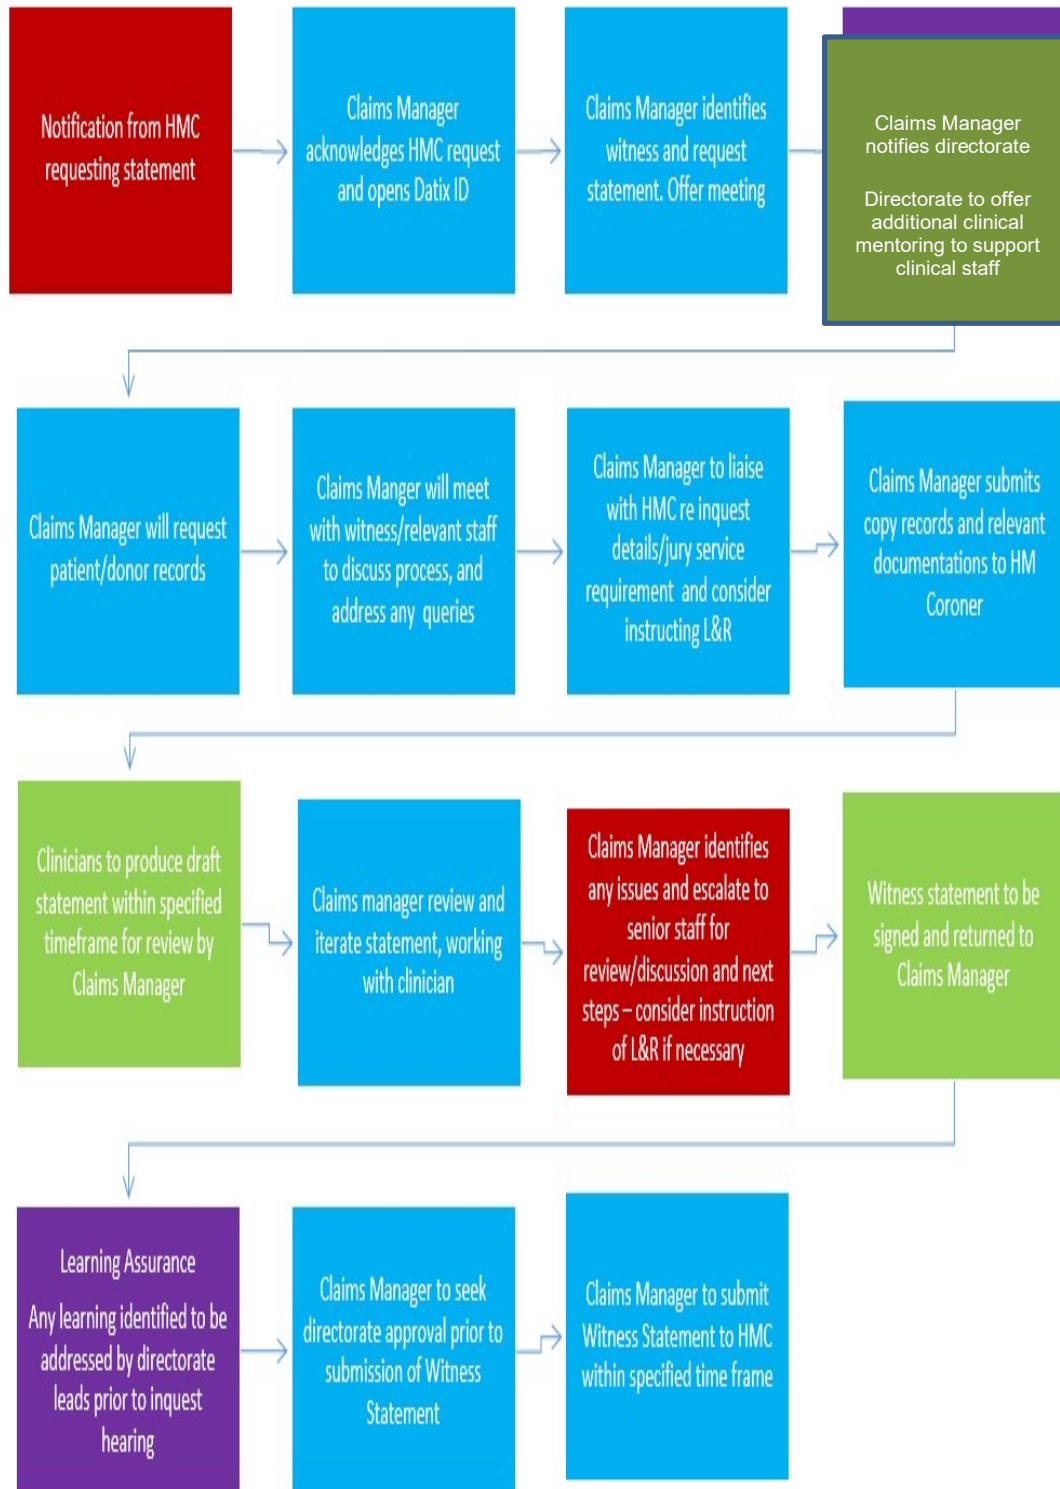 Notification from HMC
requesting statement
Claims Manager
acknowledges HMC request
and opens Datix ID
Claims Manager identifies
witness and request
statement. Offer meeting
Claims Manager
notifies directorate
Directorate to offer
additional clinical
mentoring to support
clinical staff
Claims Manager will request
patient/donor records
Claims Manger will meet
with witness/relevant staff
to discuss process, and
address any queries
Claims Manager to liaise
with HMC re inquest
details/jury service
requirement and consider
instructing L&R
Claims Manager submits
copy records and relevant
documentations to HM
Coroner
Clinicians to produce draft
statement within specified
timeframe for review by
Claims Manager
Claims manager review and
iterate statement, working
with clinician
Claims Manager identifies
any issues and escalate to
senior staff for
review/discussion and next
steps – consider instruction
of L&R if necessary
Witness statement to be
signed and returned to
Claims Manager
Learning Assurance
Any learning identified to be
addressed by directorate
leads prior to inquest
hearing
Claims Manager to seek
directorate approval prior to
submission of Witness
Statement
Claims Manager to submit
Witness Statement to HMC
within specified time frame